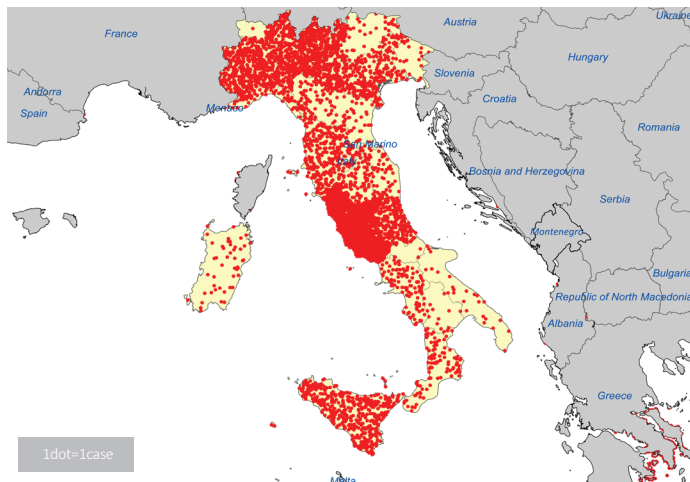 Ukraine
Austria
France
Hungary
Slovenia
Andorra
Croatia
Monaco
Spain
Romania
San Marino
Italy
Bosnia and Herzegovina
Serbia
Montenegro
Bulgaria
Republic of North Macedonia
Albania
Greece
1dot=1case
Malta